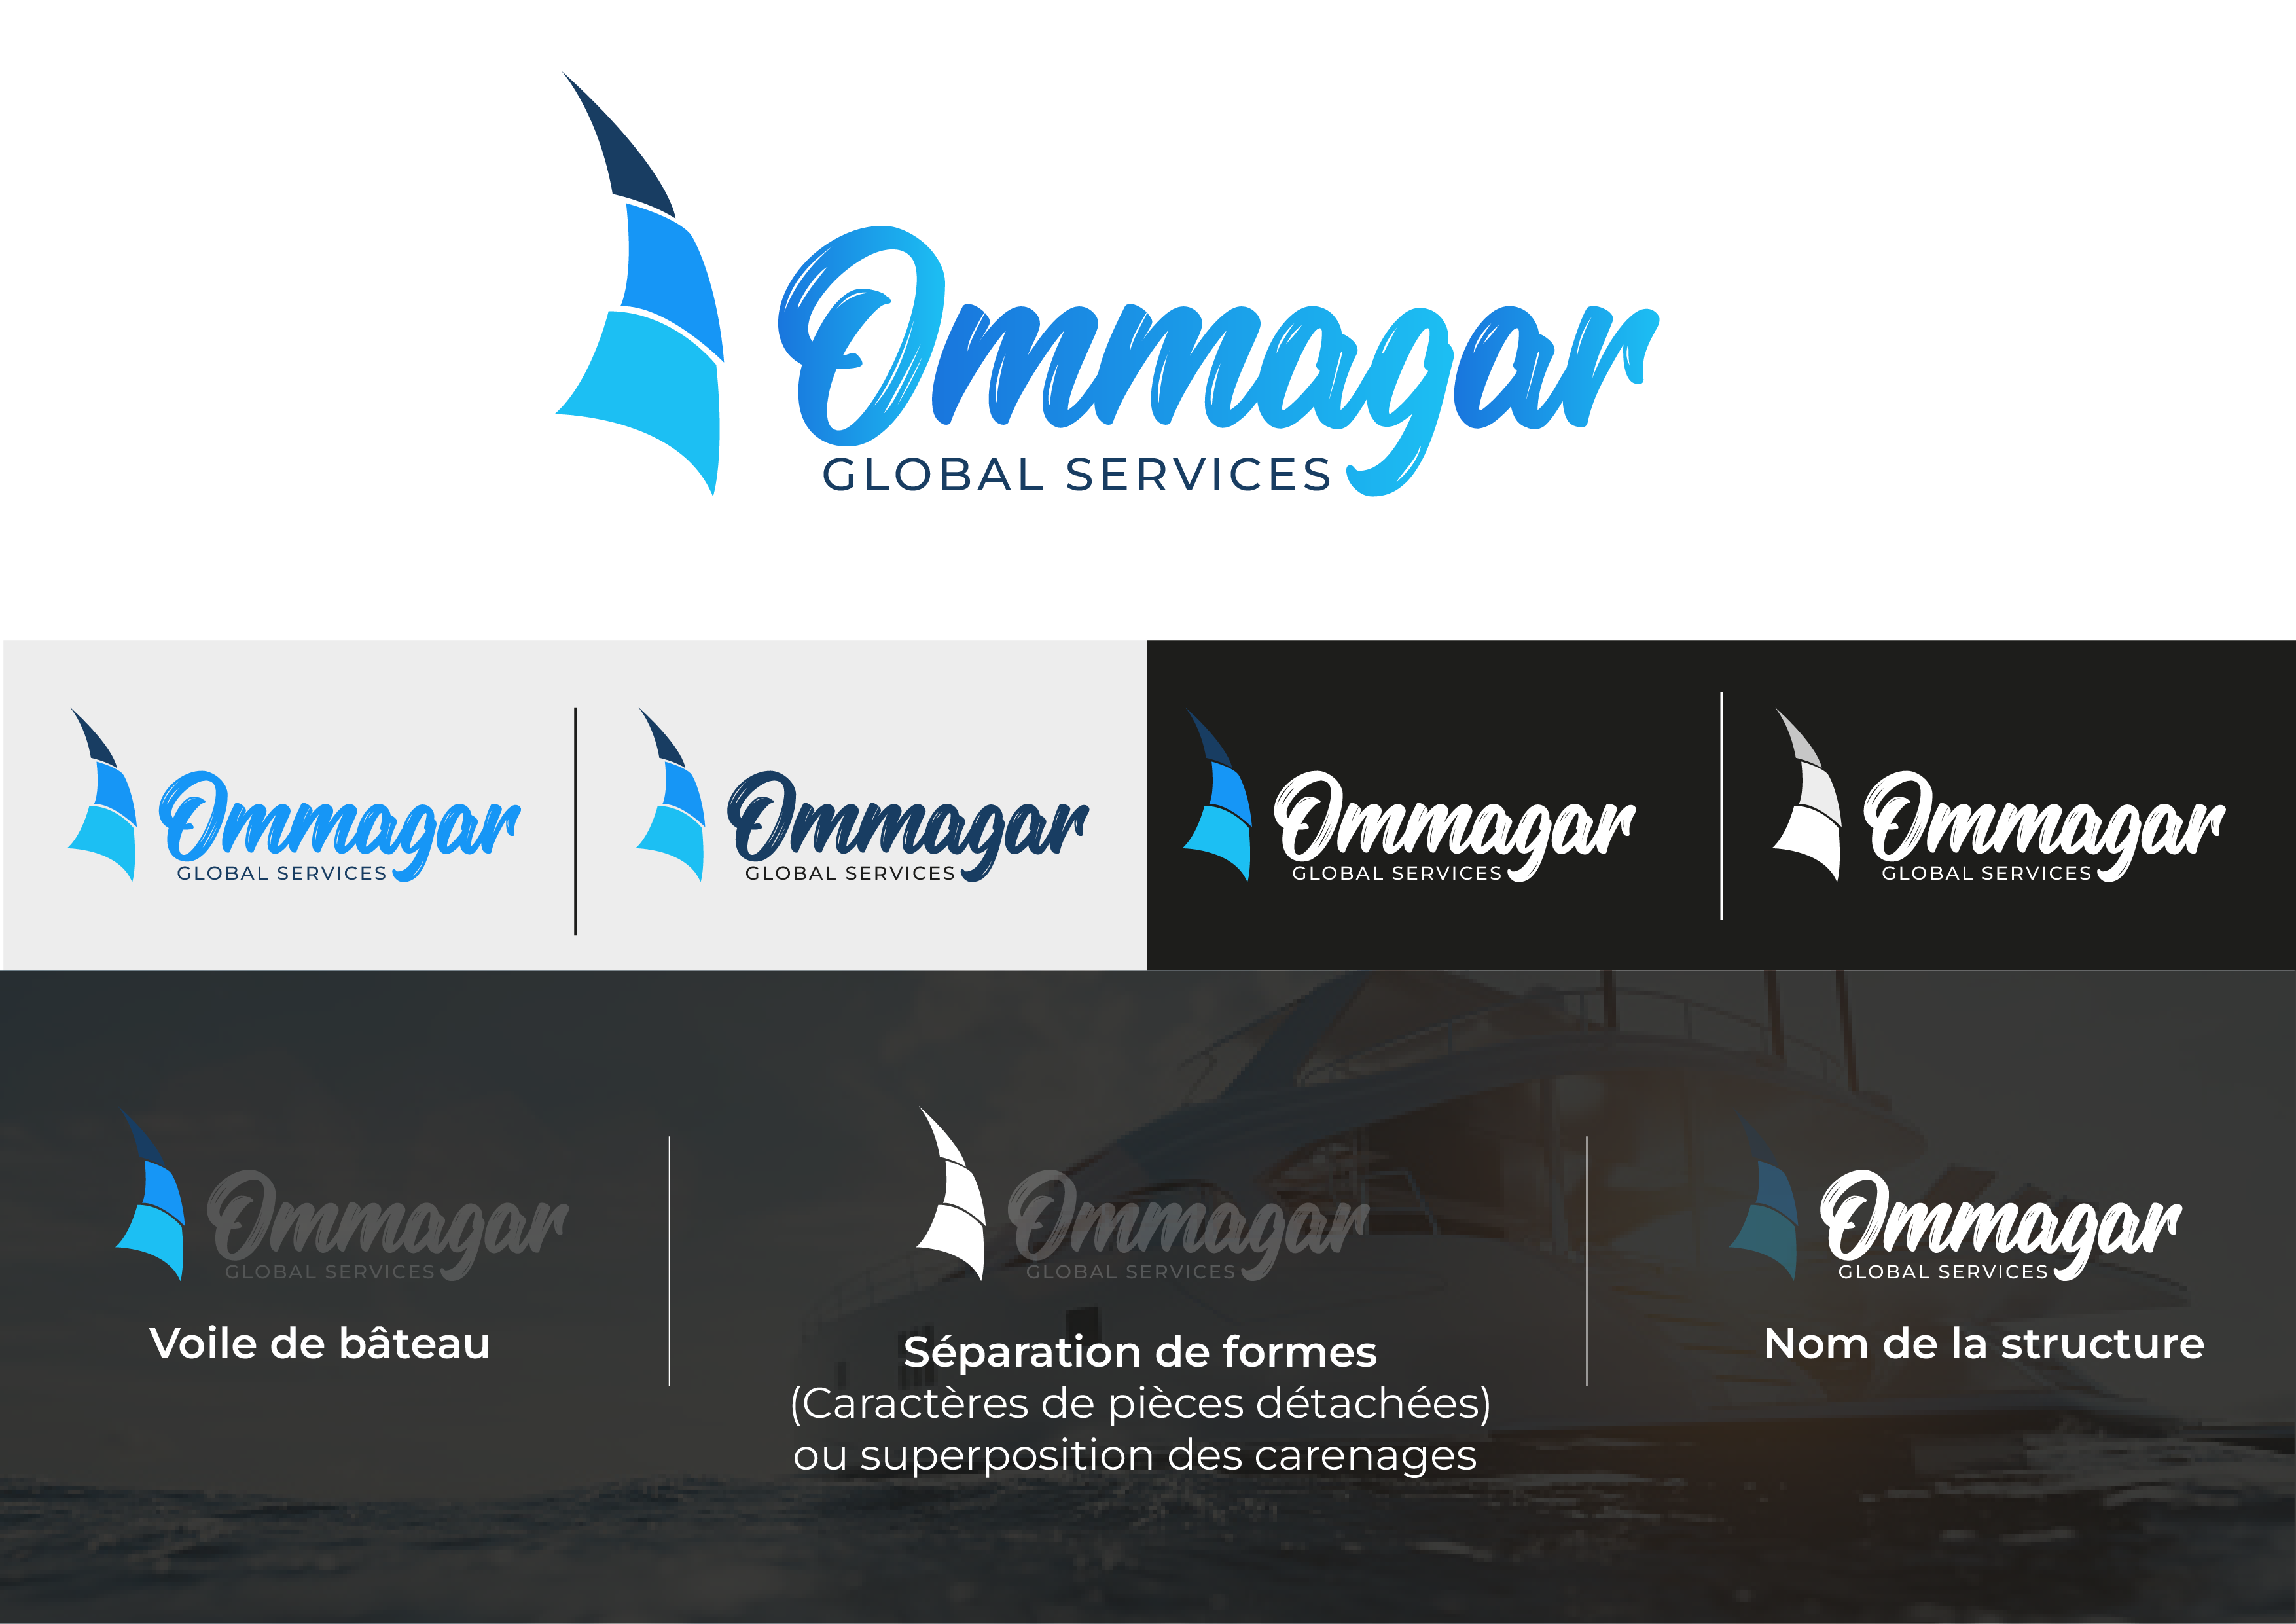 Ommagar
GLOBAL SERVICES
Ommagar
GLOBAL SERVICES
Ommagar
GLOBAL SERVICES
Ommagar
GLOBAL SERVICES
Ommagar
GLOBAL SERVICES
Ommagar
GLOBAL SERVICES
Voile de bâteau
Ommagar
GLOBAL SERVICES
Séparation de formes
(Caractères de pièces détachées)
ou superposition des carenages
Ommagar
GLOBAL SERVICES
Nom de la structure